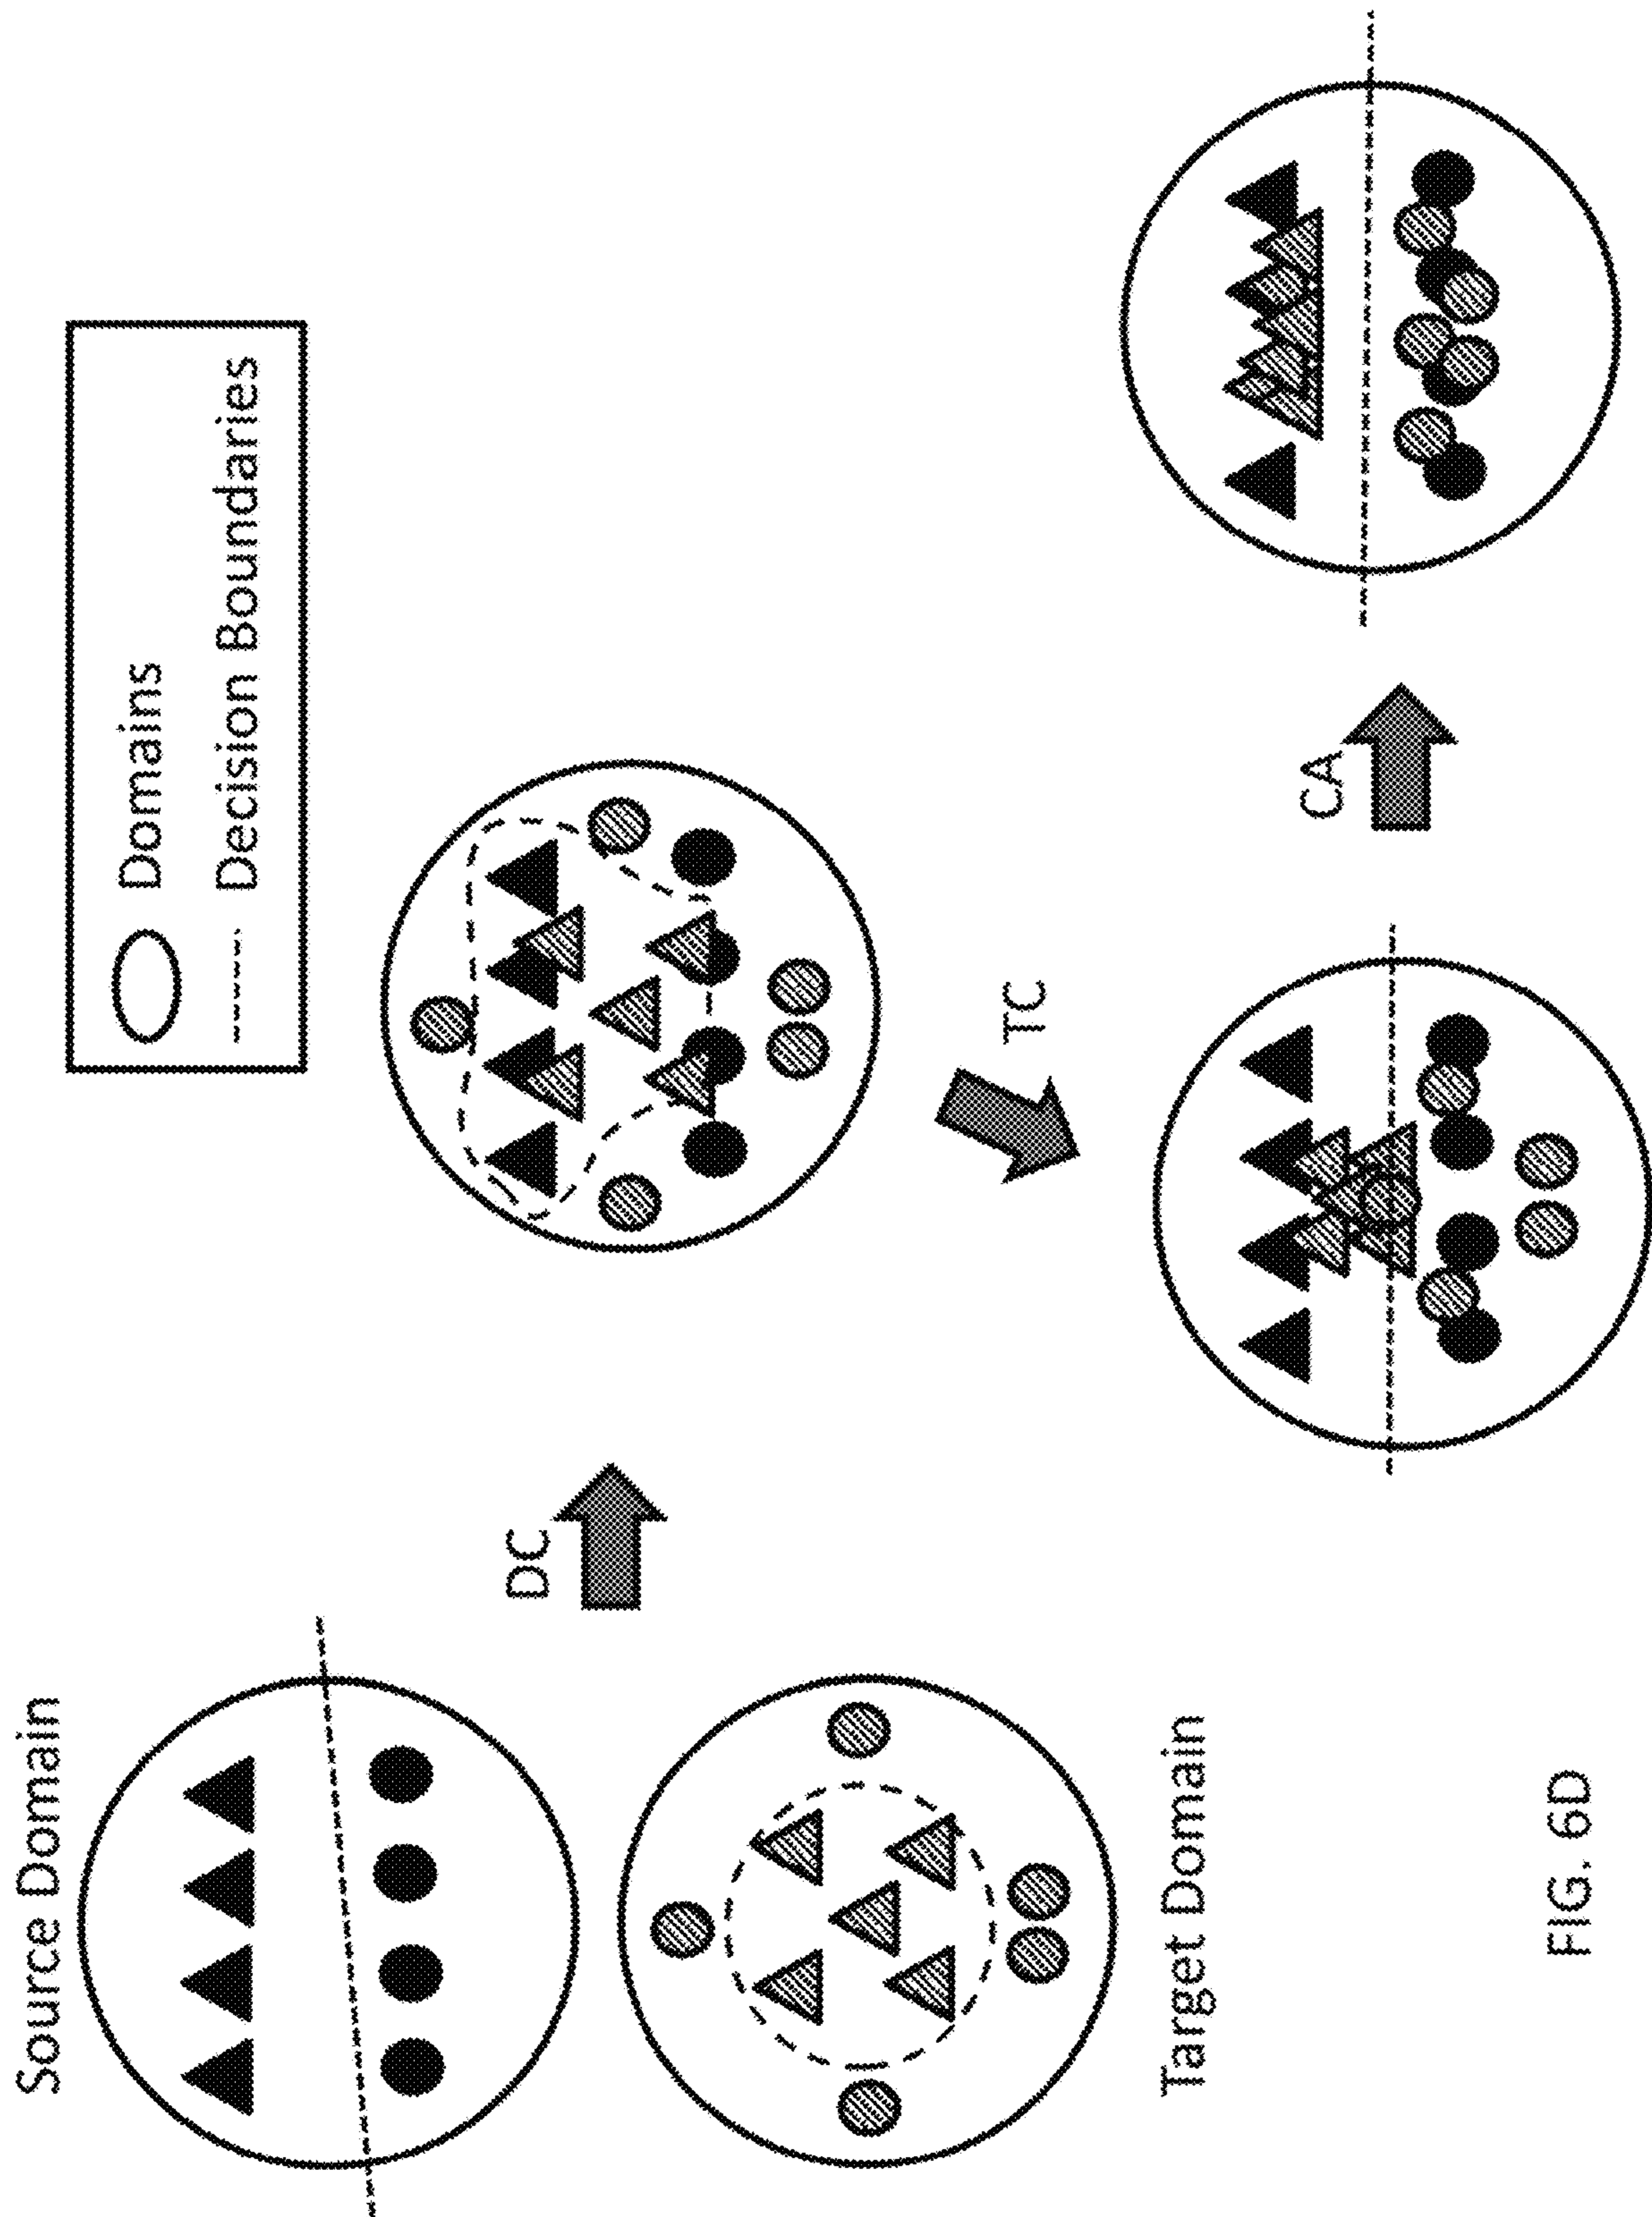 Source Domain
Domains
Decision Boundaries
DC
TC
CA
Target Domain
FIG. 6D